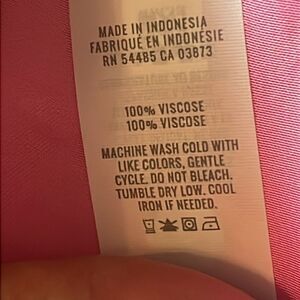 MADE IN INDONESIA
FABRIQUÉ EN INDONÉSIE
RN 54485 CA 03873
100% VISCOSE
100% VISCOSE
MACHINE WASH COLD WITH
LIKE COLORS, GENTLE
CYCLE. DO NOT BLEACH.
TUMBLE DRY LOW. COOL
IRON IF NEEDED.